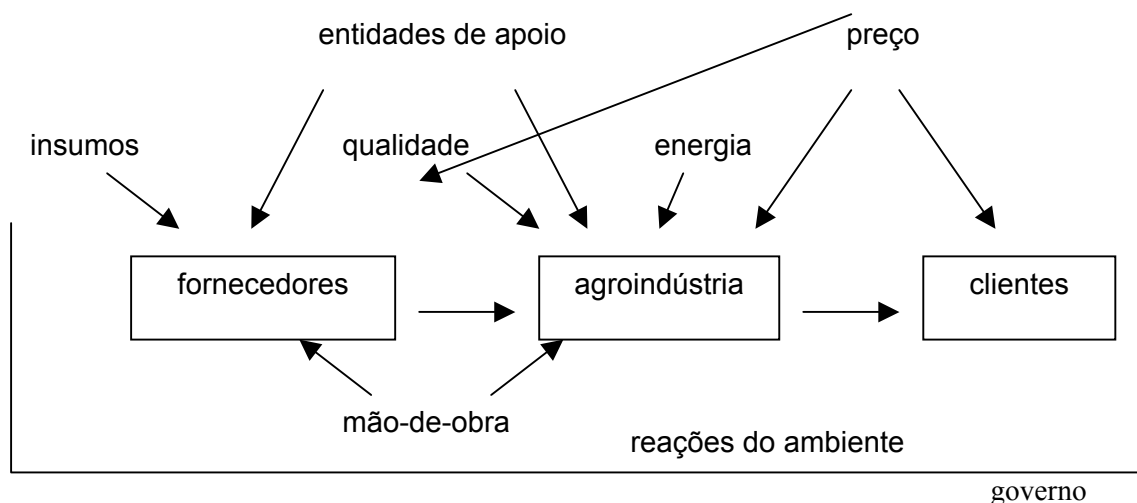 entidades de apoio
preço
insumos
qualidade
energia
fornecedores
agroindústria
clientes
mão-de-obra
reações do ambiente
governo